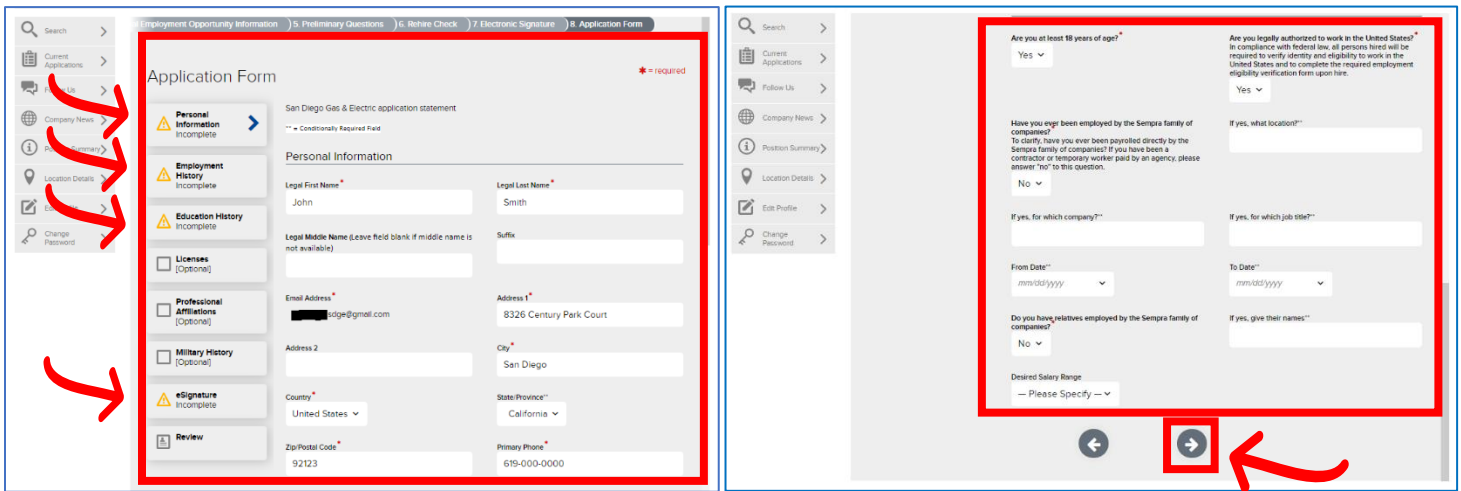 Search
Current
Applications
Follow Us
Company News
Position Summary
Location Details
Change
Password
l Employment Opportunity Information
5. Preliminary Questions
6. Rehire Check
7. Electronic Signature
8. Application Form
Application Form
* = required
Personal
Information
Incomplete
Employment
History
Incomplete
Education History
Incomplete
Licenses
[Optional]
Professional
Affiliations
[Optional]
Military History
[Optional]
eSignature
Incomplete
Review
San Diego Gas & Electric application statement
** = Conditionally Required Field
Personal Information
Legal First Name*
Legal Last Name*
John
Smith
Legal Middle Name (Leave field blank if middle name is
not available)
Suffix
Email Address*
Address 1*
sdge@gmail.com
8326 Century Park Court
Address 2
City*
San Diego
Country*
State/Province**
United States
California
Zip/Postal Code*
Primary Phone*
92123
619-000-0000
Search
Current
Applications
Follow Us
Company News
Position Summary
Location Details
Edit Profile
Change
Password
Are you at least 18 years of age?*
Yes
Are you legally authorized to work in the United States?*
In compliance with federal law, all persons hired will be
required to verify identity and eligibility to work in the
United States and to complete the required employment
eligibility verification form upon hire.
Yes
Have you ever been employed by the Sempra family of
companies?*
To clarify, have you ever been payrolled directly by the
Sempra family of companies? If you have been a
contractor or temporary worker paid by an agency, please
answer "no" to this question.
No
If yes, what location?**
If yes, for which company?**
If yes, for which job title?**
From Date**
To Date**
mm/dd/yyyy
mm/dd/yyyy
Do you have relatives employed by the Sempra family of
companies?*
No
If yes, give their names**
Desired Salary Range
— Please Specify —